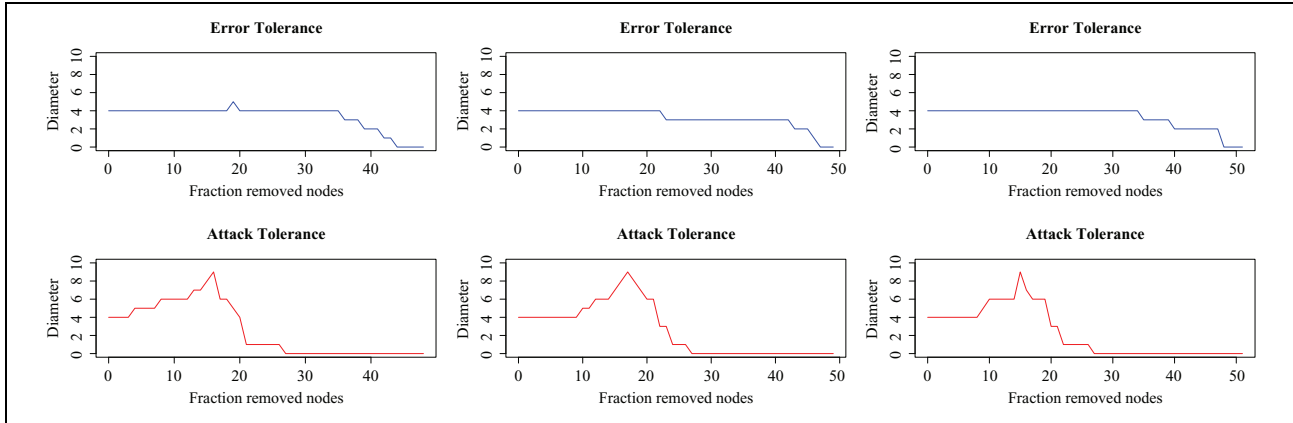 Error Tolerance
Error Tolerance
Error Tolerance
Diameter
0 2 4 6 8 10
0 10 20 30 40
Fraction removed nodes
Diameter
0 2 4 6 8 10
0 10 20 30 40 50
Fraction removed nodes
Diameter
0 2 4 6 8 10
0 10 20 30 40 50
Fraction removed nodes
Attack Tolerance
Attack Tolerance
Attack Tolerance
Diameter
0 2 4 6 8 10
0 10 20 30 40
Fraction removed nodes
Diameter
0 2 4 6 8 10
0 10 20 30 40 50
Fraction removed nodes
Diameter
0 2 4 6 8 10
0 10 20 30 40 50
Fraction removed nodes